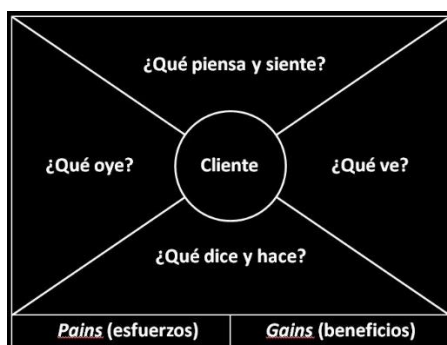 ¿Qué piensa y siente?
¿Qué oye?
Cliente
¿Qué ve?
¿Qué dice y hace?
Pains (esfuerzos)
Gains (beneficios)